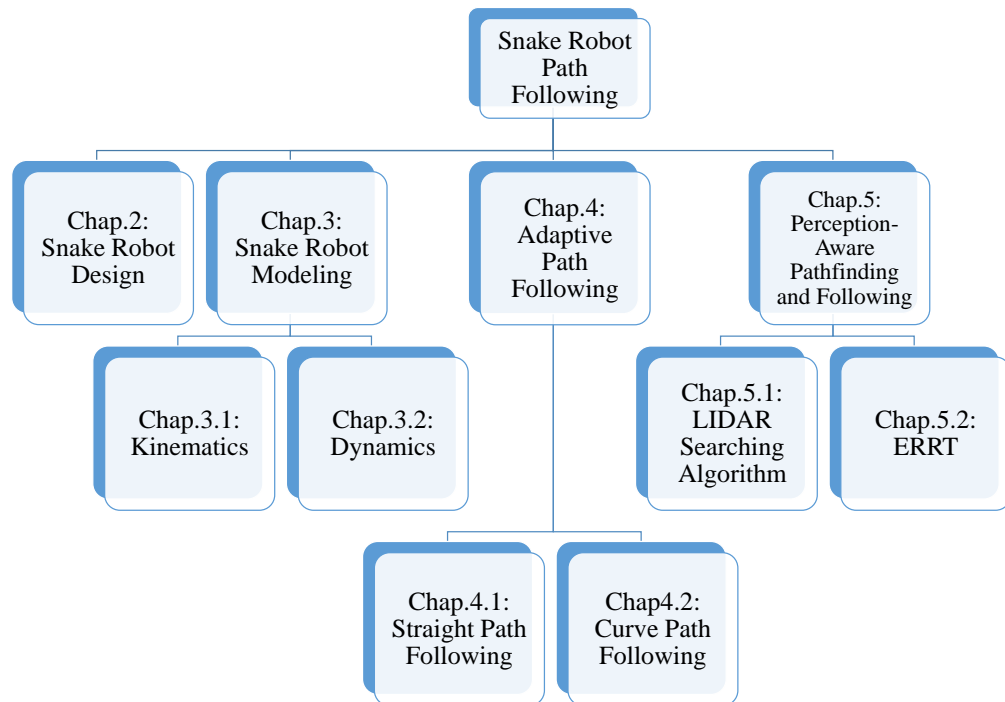 Snake Robot
Path
Following
Chap.2:
Snake Robot
Design
Chap.3:
Snake Robot
Modeling
Chap.4:
Adaptive
Path
Following
Chap.5:
Perception-
Aware
Pathfinding
and Following
Chap.3.1:
Kinematics
Chap.3.2:
Dynamics
Chap.5.1:
LIDAR
Searching
Algorithm
Chap.5.2:
ERRT
Chap.4.1:
Straight Path
Following
Chap4.2:
Curve Path
Following